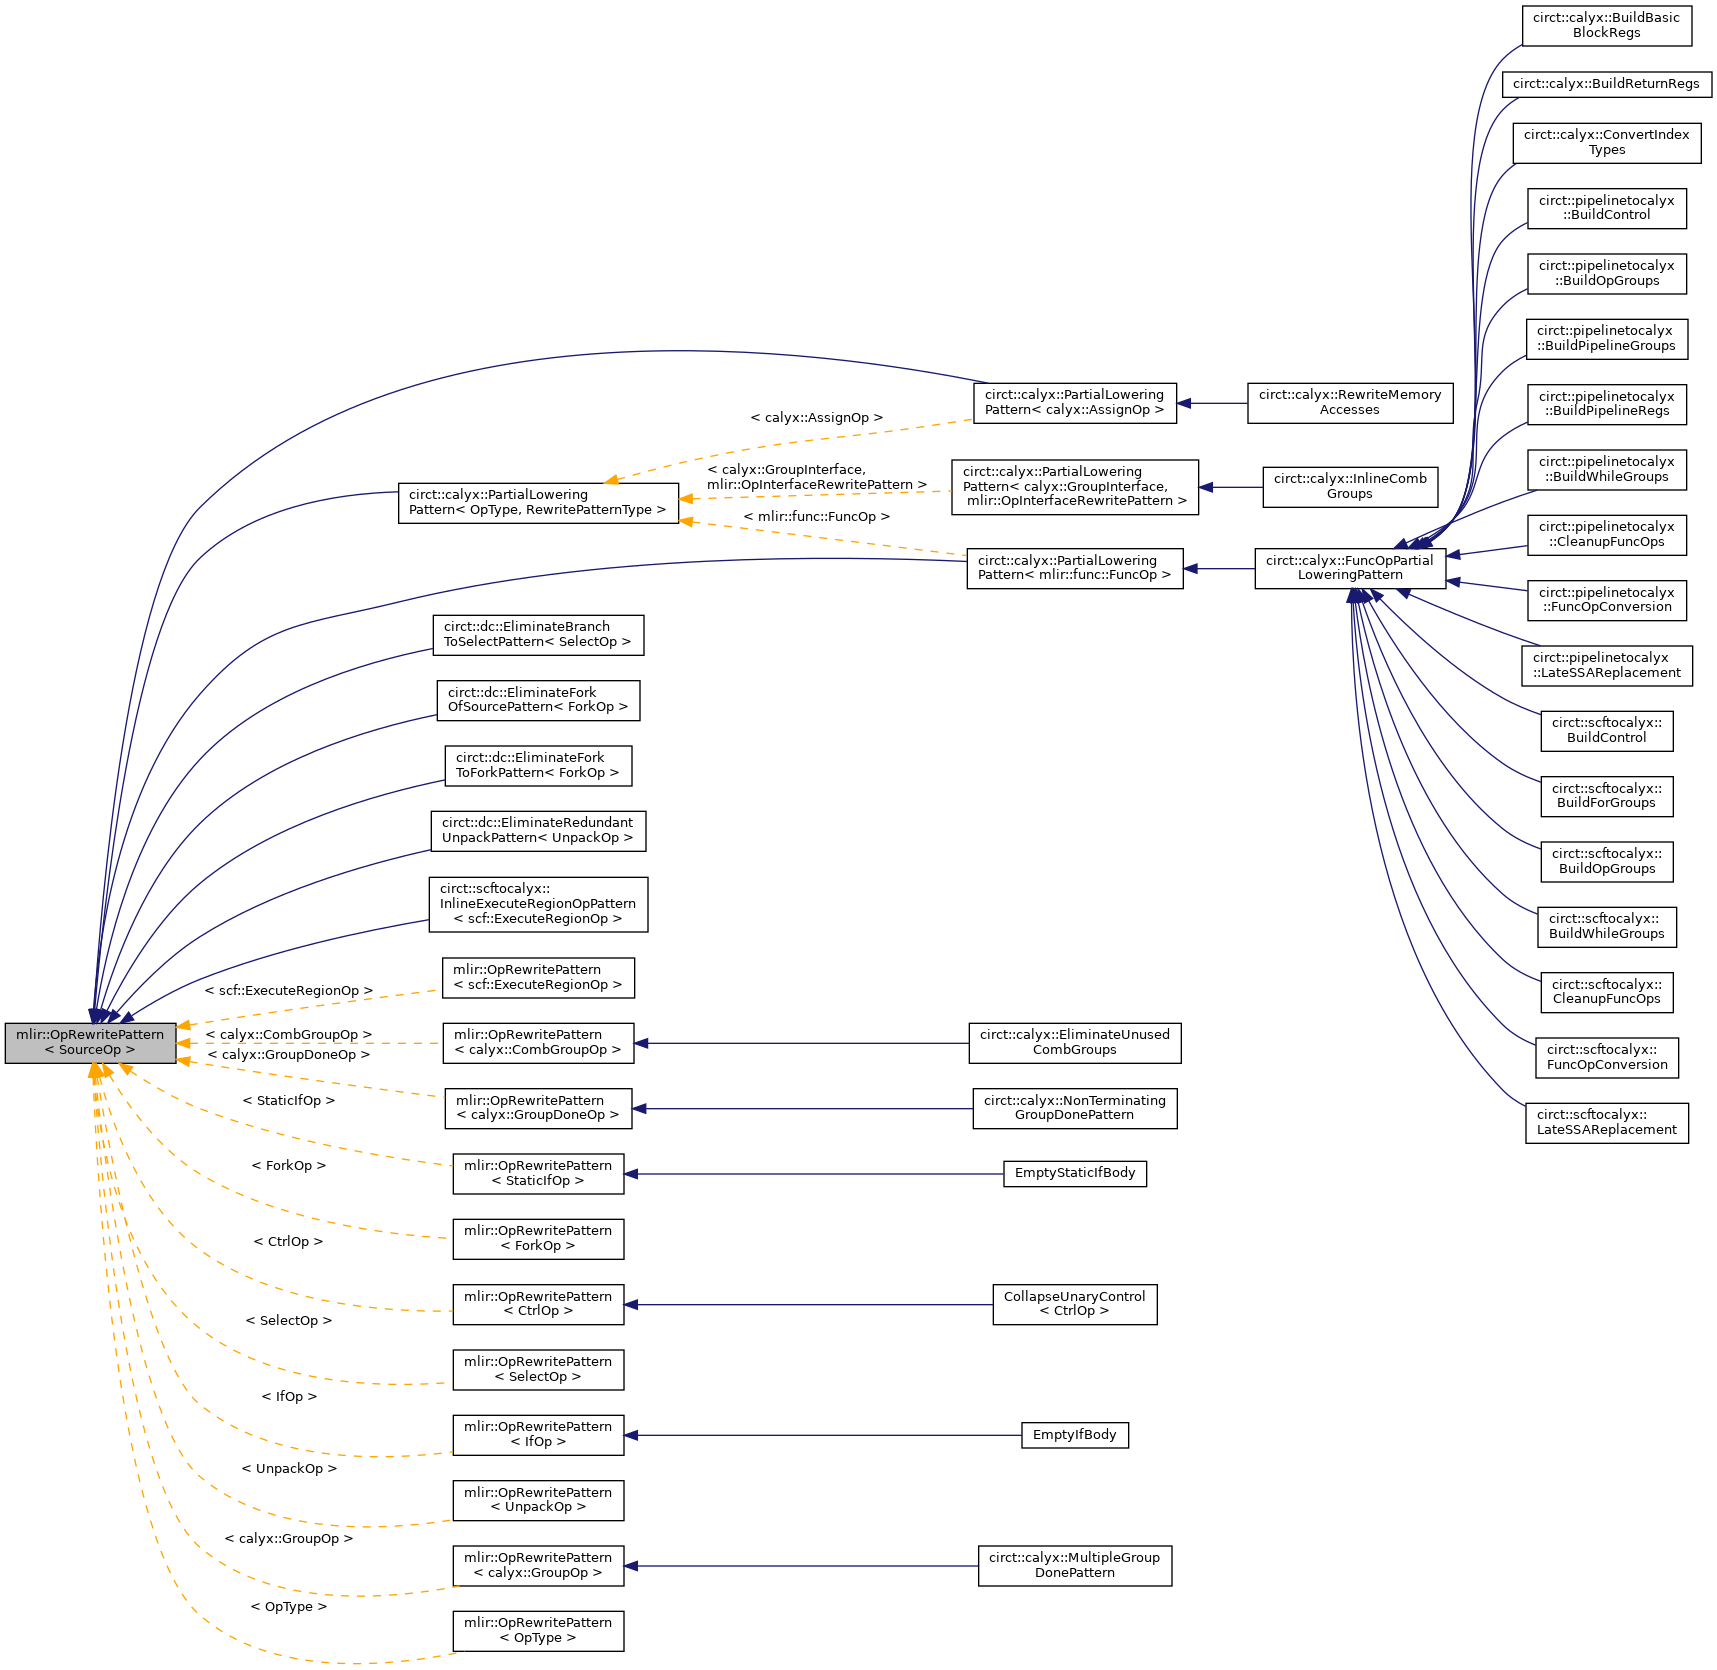 circt::calyx::BuildBasic
BlockRegs
circt::calyx::BuildReturnRegs
circt::calyx::ConvertIndex
Types
circt::pipelinetocalyx
::BuildControl
circt::pipelinetocalyx
::BuildOpGroups
circt::pipelinetocalyx
::BuildPipelineGroups
circt::pipelinetocalyx
::BuildPipelineRegs
circt::pipelinetocalyx
::BuildWhileGroups
circt::pipelinetocalyx
::CleanupFuncOps
circt::pipelinetocalyx
::FuncOpConversion
circt::pipelinetocalyx
::LateSSAReplacement
circt::scftocalyx::
BuildControl
circt::scftocalyx::
BuildForGroups
circt::scftocalyx::
BuildOpGroups
circt::scftocalyx::
BuildWhileGroups
circt::scftocalyx::
CleanupFuncOps
circt::scftocalyx::
FuncOpConversion
circt::scftocalyx::
LateSSAReplacement
circt::calyx::PartialLowering
Pattern< calyx::AssignOp >
circt::calyx::RewriteMemory
Accesses
< calyx::AssignOp >
< calyx::GroupInterface,
mlir::OpInterfaceRewritePattern >
circt::calyx::PartialLowering
Pattern< calyx::GroupInterface,
mlir::OpInterfaceRewritePattern >
circt::calyx::InlineComb
Groups
circt::calyx::PartialLowering
Pattern< OpType, RewritePatternType >
< mlir::func::FuncOp >
circt::calyx::PartialLowering
Pattern< mlir::func::FuncOp >
circt::calyx::FuncOpPartial
LoweringPattern
circt::dc::EliminateBranch
ToSelectPattern< SelectOp >
circt::dc::EliminateFork
OfSourcePattern< ForkOp >
circt::dc::EliminateFork
ToForkPattern< ForkOp >
circt::dc::EliminateRedundant
UnpackPattern< UnpackOp >
circt::scftocalyx::
InlineExecuteRegionOpPattern
< scf::ExecuteRegionOp >
mlir::OpRewritePattern
< scf::ExecuteRegionOp >
< scf::ExecuteRegionOp >
mlir::OpRewritePattern
< SourceOp >
< calyx::CombGroupOp >
mlir::OpRewritePattern
< calyx::CombGroupOp >
circt::calyx::EliminateUnused
CombGroups
< calyx::GroupDoneOp >
mlir::OpRewritePattern
< calyx::GroupDoneOp >
circt::calyx::NonTerminating
GroupDonePattern
< StaticIfOp >
mlir::OpRewritePattern
< StaticIfOp >
EmptyStaticIfBody
< ForkOp >
mlir::OpRewritePattern
< ForkOp >
< CtrlOp >
mlir::OpRewritePattern
< CtrlOp >
CollapseUnaryControl
< CtrlOp >
< SelectOp >
mlir::OpRewritePattern
< SelectOp >
< IfOp >
mlir::OpRewritePattern
< IfOp >
EmptyIfBody
< UnpackOp >
mlir::OpRewritePattern
< UnpackOp >
< calyx::GroupOp >
mlir::OpRewritePattern
< calyx::GroupOp >
circt::calyx::MultipleGroup
DonePattern
< OpType >
mlir::OpRewritePattern
< OpType >